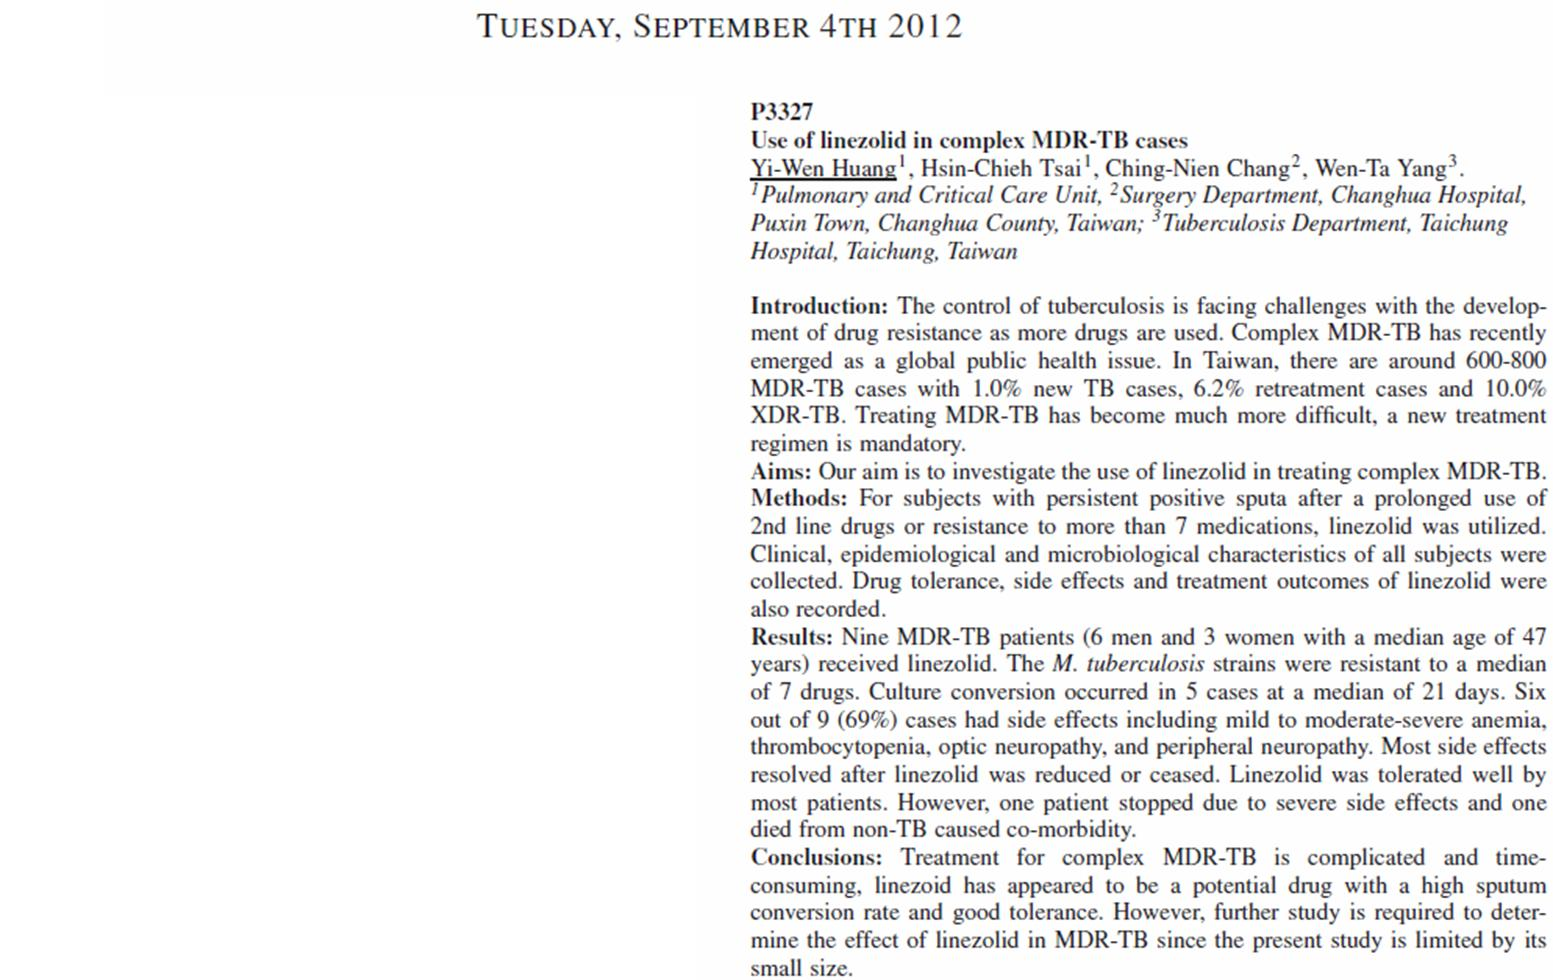 TUESDAY, SEPTEMBER 4TH 2012
P3327
Use of linezolid in complex MDR-TB cases
Yi-Wen Huang1, Hsin-Chieh Tsai1, Ching-Nien Chang2, Wen-Ta Yang3.
1Pulmonary and Critical Care Unit, 2Surgery Department, Changhua Hospital,
Puxin Town, Changhua County, Taiwan; 3Tuberculosis Department, Taichung
Hospital, Taichung, Taiwan
Introduction: The control of tuberculosis is facing challenges with the develop-
ment of drug resistance as more drugs are used. Complex MDR-TB has recently
emerged as a global public health issue. In Taiwan, there are around 600-800
MDR-TB cases with 1.0% new TB cases, 6.2% retreatment cases and 10.0%
XDR-TB. Treating MDR-TB has become much more difficult, a new treatment
regimen is mandatory.
Aims: Our aim is to investigate the use of linezolid in treating complex MDR-TB.
Methods: For subjects with persistent positive sputa after a prolonged use of
2nd line drugs or resistance to more than 7 medications, linezolid was utilized.
Clinical, epidemiological and microbiological characteristics of all subjects were
collected. Drug tolerance, side effects and treatment outcomes of linezolid were
also recorded.
Results: Nine MDR-TB patients (6 men and 3 women with a median age of 47
years) received linezolid. The M. tuberculosis strains were resistant to a median
of 7 drugs. Culture conversion occurred in 5 cases at a median of 21 days. Six
out of 9 (69%) cases had side effects including mild to moderate-severe anemia,
thrombocytopenia, optic neuropathy, and peripheral neuropathy. Most side effects
resolved after linezolid was reduced or ceased. Linezolid was tolerated well by
most patients. However, one patient stopped due to severe side effects and one
died from non-TB caused co-morbidity.
Conclusions: Treatment for complex MDR-TB is complicated and time-
consuming, linezoid has appeared to be a potential drug with a high sputum
conversion rate and good tolerance. However, further study is required to deter-
mine the effect of linezolid in MDR-TB since the present study is limited by its
small size.